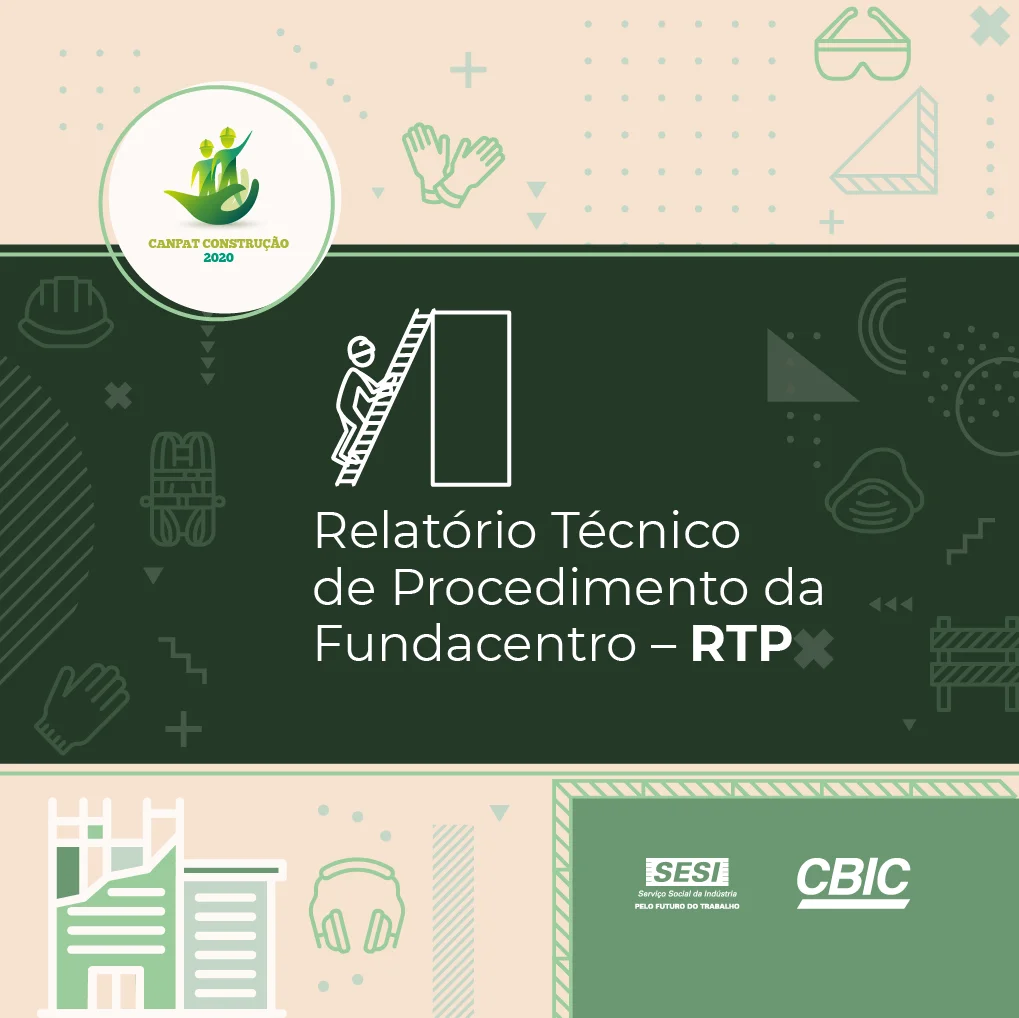 CANPAT CONSTRUÇÃO
2020
Relatório Técnico
de Procedimento da
Fundacentro – RTP
SESI
Serviço Social da Indústria
PELO FUTURO DO TRABALHO
CBIC